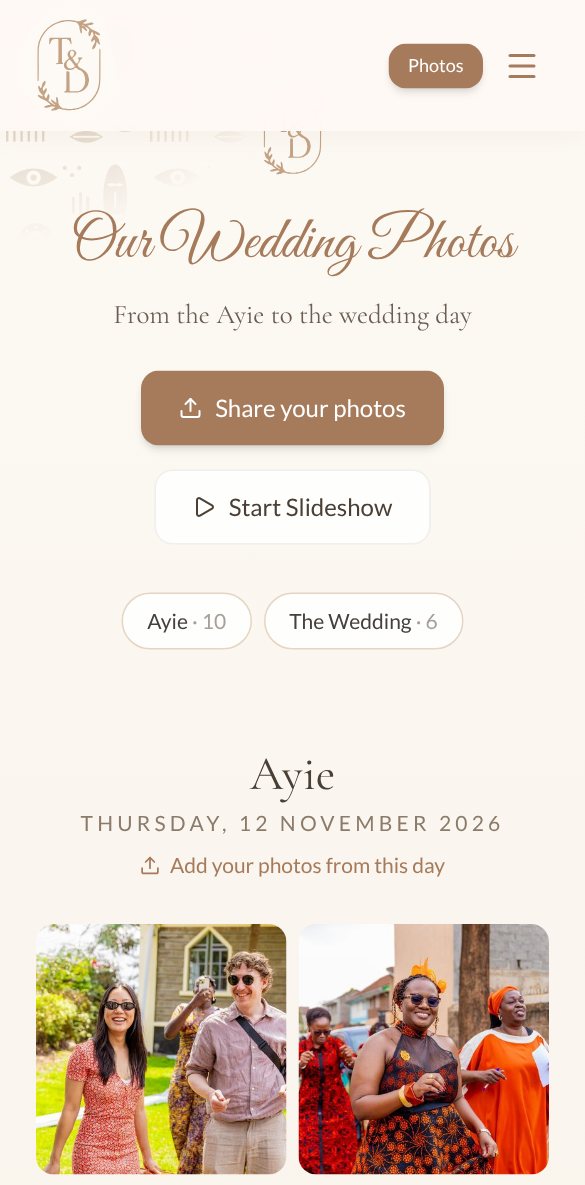 T&D
Photos
&
D
Our Wedding Photos
From the Ayie to the wedding day
Share your photos
Start Slideshow
Ayie · 10
The Wedding · 6
Ayie
THURSDAY, 12 NOVEMBER 2026
Add your photos from this day